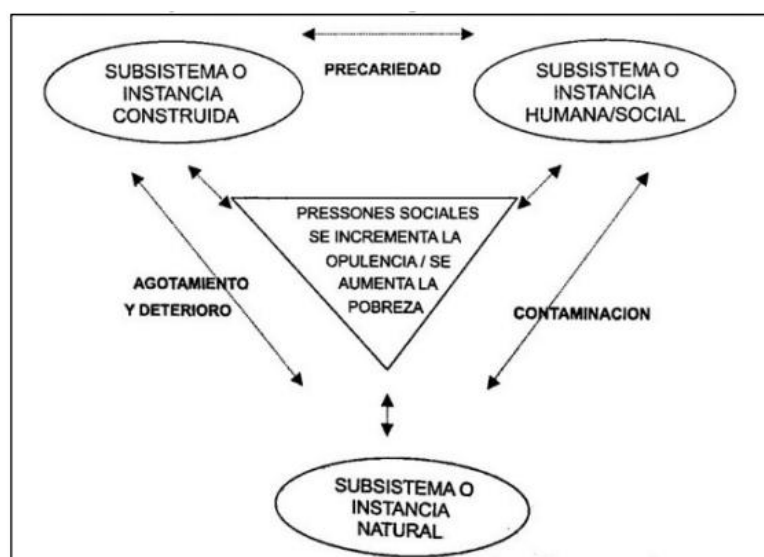 SUBSISTEMA O
INSTANCIA
CONSTRUIDA
PRECARIEDAD
SUBSISTEMA O
INSTANCIA
HUMANA/SOCIAL
PRESSONES SOCIALES
SE INCREMENTA LA
OPULENCIA / SE
AUMENTA LA
POBREZA
AGOTAMIENTO
Y DETERIORO
CONTAMINACION
SUBSISTEMA O
INSTANCIA
NATURAL